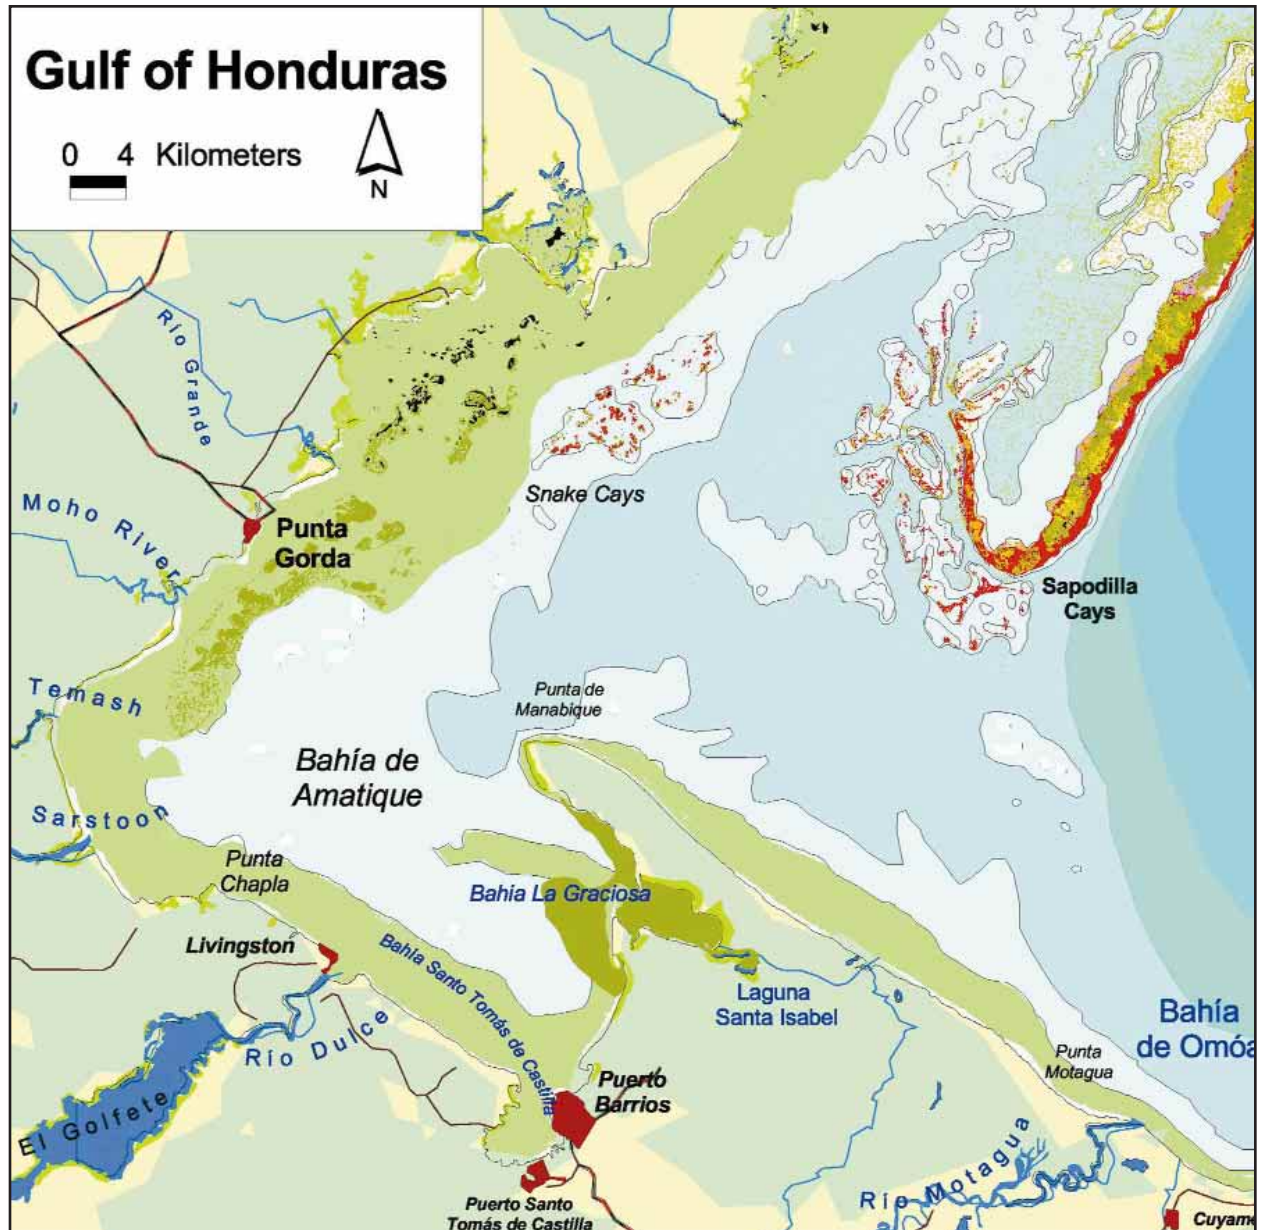 Gulf of Honduras
0 4 Kilometers
N
Río Grande
Snake Cays
Moho River
Punta
Gorda
Sapodilla
Cays
Temash
Punta de
Manabique
Bahía de
Amatique
Sarstoon
Punta
Chapla
Bahia La Graciosa
Livingston
Bahía Santo Tomás de Castilla
Laguna
Santa Isabel
Bahía
de Omóa
Río Dulce
Punta
Motagua
El Golfete
Puerto
Barrios
Río Motagua
Puerto Santo
Tomás de Castilla
Cuyame